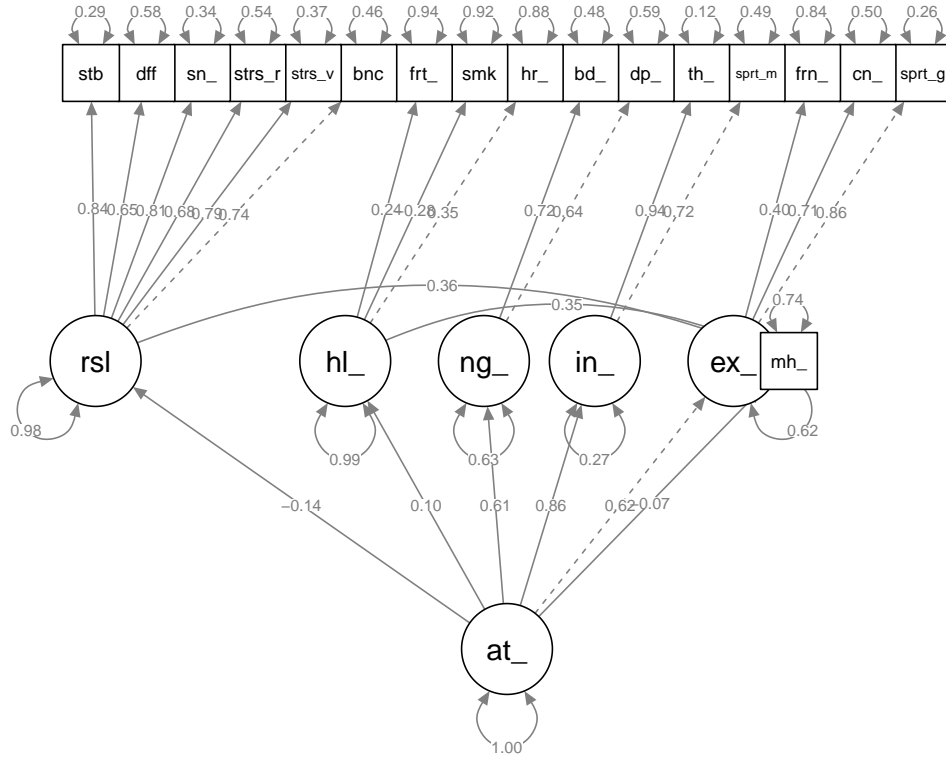 0.29 0.58 0.34 0.54 0.37 0.46 0.94 0.92 0.88 0.48 0.59 0.12 0.49 0.84 0.50 0.26
stb dff sn_ strs_r strs_v bnc frt_ smk hr_ bd_ dp_ th_ sprt_m frn_ cn_ sprt_g
0.84 0.65 0.81 0.68 0.79 0.74 0.24 0.28 0.35 0.72 0.64 0.94 0.72 0.40 0.71 0.86
0.36
0.35
0.74
rsl hl_ ng_ in_ ex_ mh_
0.98 0.99 0.63 0.27 0.62
−0.14 0.10 0.61 0.86 0.62 −0.07
at_
1.00